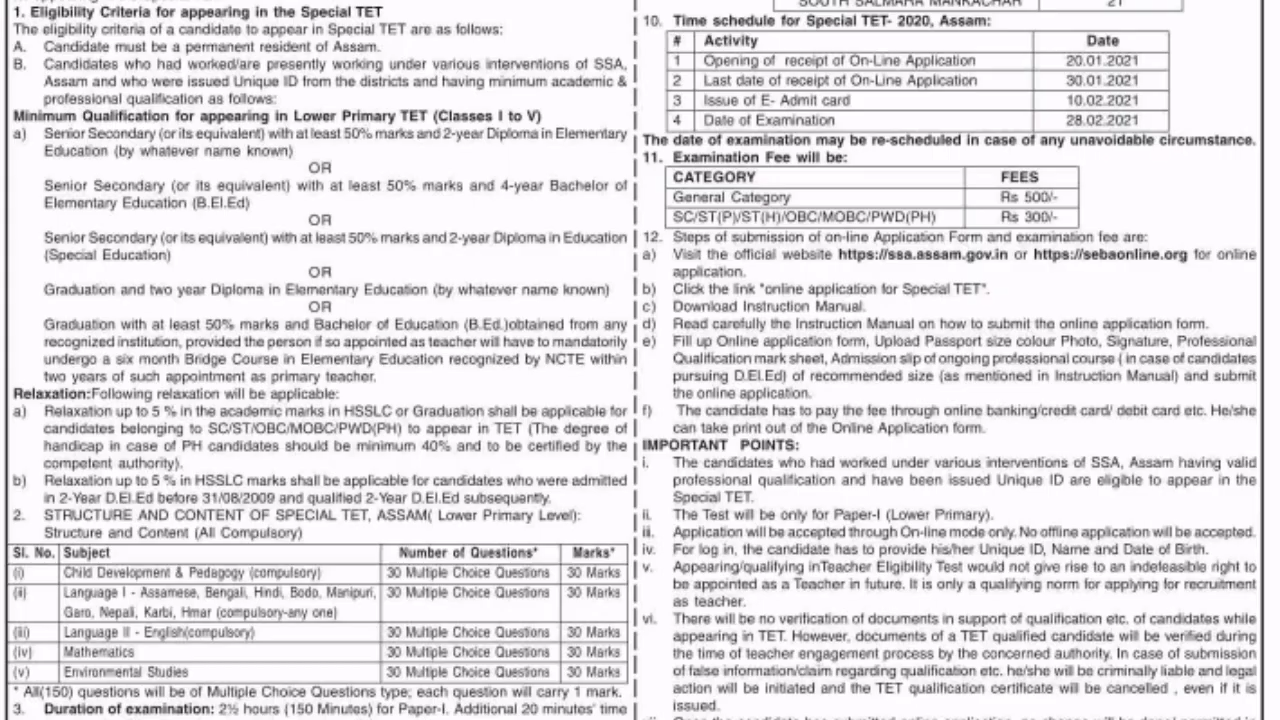 1. Eligibility Criteria for appearing in the Special TET
The eligibility criteria of a candidate to appear in Special TET are as follows:
A. Candidate must be a permanent resident of Assam.
B. Candidates who had worked/are presently working under various interventions of SSA,
Assam and who were issued Unique ID from the districts and having minimum academic &
professional qualification as follows:
Minimum Qualification for appearing in Lower Primary TET (Classes I to V)
a) Senior Secondary (or its equivalent) with at least 50% marks and 2-year Diploma in Elementary
Education (by whatever name known)
OR
Senior Secondary (or its equivalent) with at least 50% marks and 4-year Bachelor of
Elementary Education (B.El.Ed)
OR
Senior Secondary (or its equivalent) with at least 50% marks and 2-year Diploma in Education
(Special Education)
OR
Graduation and two year Diploma in Elementary Education (by whatever name known)
OR
Graduation with at least 50% marks and Bachelor of Education (B.Ed.)obtained from any
recognized institution, provided the person if so appointed as teacher will have to mandatorily
undergo a six month Bridge Course in Elementary Education recognized by NCTE within
two years of such appointment as primary teacher.
Relaxation:Following relaxation will be applicable:
a) Relaxation up to 5 % in the academic marks in HSSLC or Graduation shall be applicable for
candidates belonging to SC/ST/OBC/MOBC/PWD(PH) to appear in TET (The degree of
handicap in case of PH candidates should be minimum 40% and to be certified by the
competent authority).
b) Relaxation up to 5 % in HSSLC marks shall be applicable for candidates who were admitted
in 2-Year D.El.Ed before 31/08/2009 and qualified 2-Year D.El.Ed subsequently.
2. STRUCTURE AND CONTENT OF SPECIAL TET, ASSAM( Lower Primary Level):
Structure and Content (All Compulsory)
Sl. No. Subject Number of Questions* Marks*
(i) Child Development & Pedagogy (compulsory) 30 Multiple Choice Questions 30 Marks
(ii) Language I - Assamese, Bengali, Hindi, Bodo, Manipuri, 30 Multiple Choice Questions 30 Marks
Garo, Nepali, Karbi, Hmar (compulsory-any one)
(iii) Language II - English(compulsory) 30 Multiple Choice Questions 30 Marks
(iv) Mathematics 30 Multiple Choice Questions 30 Marks
(v) Environmental Studies 30 Multiple Choice Questions 30 Marks
* All(150) questions will be of Multiple Choice Questions type; each question will carry 1 mark.
3. Duration of examination: 2½ hours (150 Minutes) for Paper-I. Additional 20 minutes' time
SOUTH SALMARA MANKACHAR 21
10. Time schedule for Special TET- 2020, Assam:
# Activity Date
1 Opening of receipt of On-Line Application 20.01.2021
2 Last date of receipt of On-Line Application 30.01.2021
3 Issue of E- Admit card 10.02.2021
4 Date of Examination 28.02.2021
The date of examination may be re-scheduled in case of any unavoidable circumstance.
11. Examination Fee will be:
CATEGORY FEES
General Category Rs 500/-
SC/ST(P)/ST(H)/OBC/MOBC/PWD(PH) Rs 300/-
12. Steps of submission of on-line Application Form and examination fee are:
a) Visit the official website https://ssa.assam.gov.in or https://sebaonline.org for online
application.
b) Click the link "online application for Special TET".
c) Download Instruction Manual.
d) Read carefully the Instruction Manual on how to submit the online application form.
e) Fill up Online application form, Upload Passport size colour Photo, Signature, Professional
Qualification mark sheet, Admission slip of ongoing professional course ( in case of candidates
pursuing D.El.Ed) of recommended size (as mentioned in Instruction Manual) and submit
the online application.
f) The candidate has to pay the fee through online banking/credit card/ debit card etc. He/she
can take print out of the Online Application form.
IMPORTANT POINTS:
i. The candidates who had worked under various interventions of SSA, Assam having valid
professional qualification and have been issued Unique ID are eligible to appear in the
Special TET.
ii. The Test will be only for Paper-I (Lower Primary).
iii. Application will be accepted through On-line mode only. No offline application will be accepted.
iv. For log in, the candidate has to provide his/her Unique ID, Name and Date of Birth.
v. Appearing/qualifying inTeacher Eligibility Test would not give rise to an indefeasible right to
be appointed as a Teacher in future. It is only a qualifying norm for applying for recruitment
as teacher.
vi. There will be no verification of documents in support of qualification etc. of candidates while
appearing in TET. However, documents of a TET qualified candidate will be verified during
the time of teacher engagement process by the concerned authority. In case of submission
of false information/claim regarding qualification etc. he/she will be criminally liable and legal
action will be initiated and the TET qualification certificate will be cancelled , even if it is
issued.